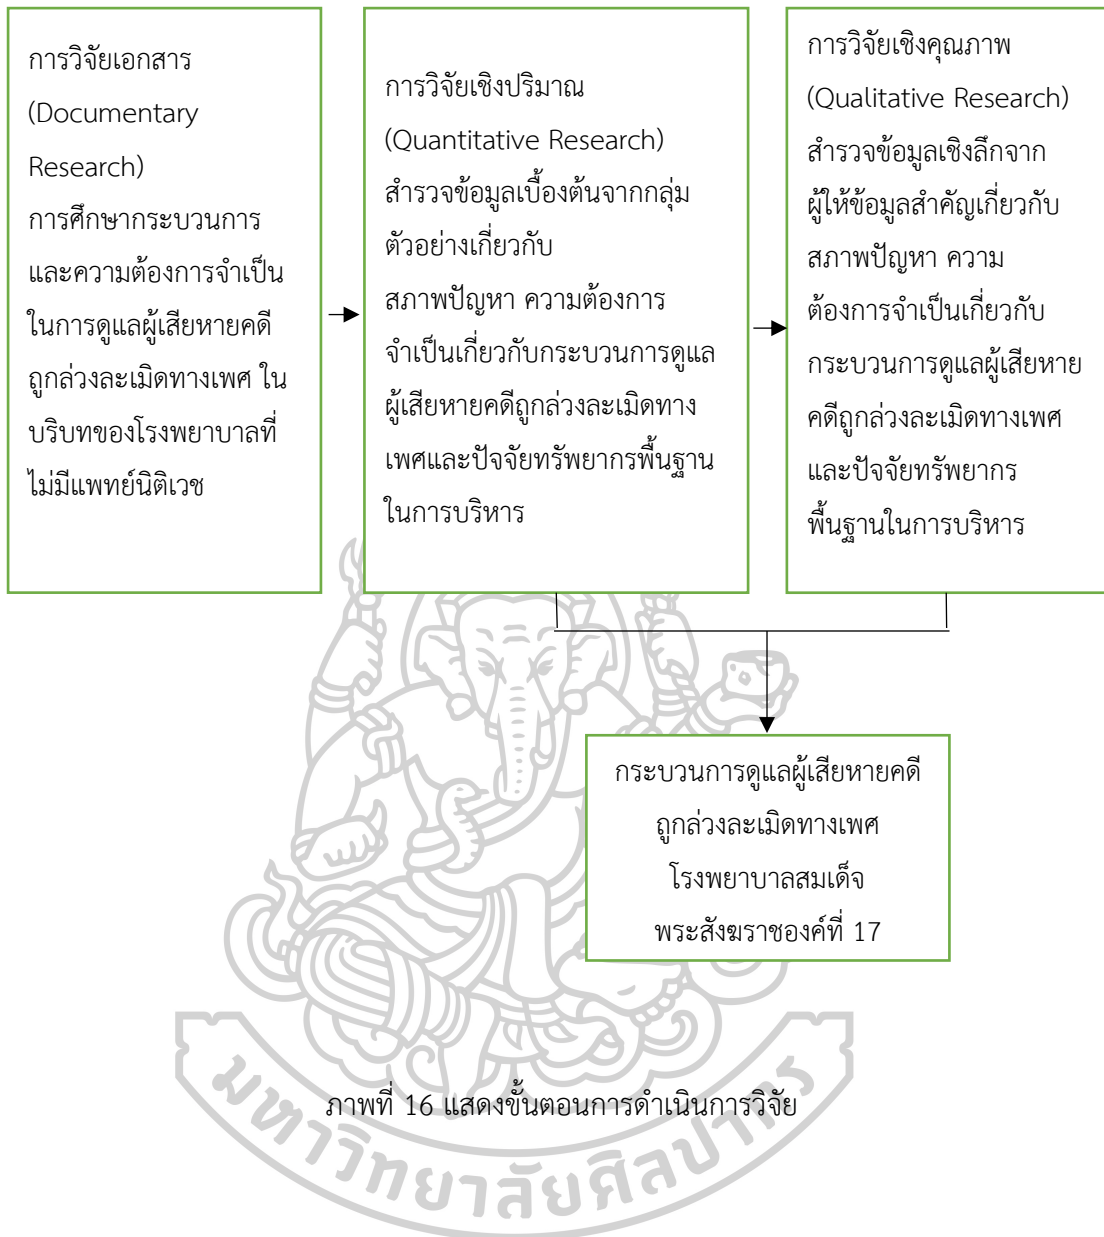 การวิจัยเอกสาร
(Documentary
Research)
การศึกษากระบวนการ
และความต้องการจำเป็น
ในการดูแลผู้เสียหายคดี
ถูกล่วงละเมิดทางเพศ ใน
บริบทของโรงพยาบาลที่
ไม่มีแพทย์นิติเวช
การวิจัยเชิงปริมาณ
(Quantitative Research)
สำรวจข้อมูลเบื้องต้นจากกลุ่ม
ตัวอย่างเกี่ยวกับ
สภาพปัญหา ความต้องการ
จำเป็นเกี่ยวกับกระบวนการดูแล
ผู้เสียหายคดีถูกล่วงละเมิดทาง
เพศและปัจจัยทรัพยากรพื้นฐาน
ในการบริหาร
การวิจัยเชิงคุณภาพ
(Qualitative Research)
สำรวจข้อมูลเชิงลึกจาก
ผู้ให้ข้อมูลสำคัญเกี่ยวกับ
สภาพปัญหา ความ
ต้องการจำเป็นเกี่ยวกับ
กระบวนการดูแลผู้เสียหาย
คดีถูกล่วงละเมิดทางเพศ
และปัจจัยทรัพยากร
พื้นฐานในการบริหาร
กระบวนการดูแลผู้เสียหายคดี
ถูกล่วงละเมิดทางเพศ
โรงพยาบาลสมเด็จ
พระสังฆราชองค์ที่ 17
ภาพที่ 16 แสดงขั้นตอนการดำเนินการวิจัย
มหาวิทยาลัยศิลปากร